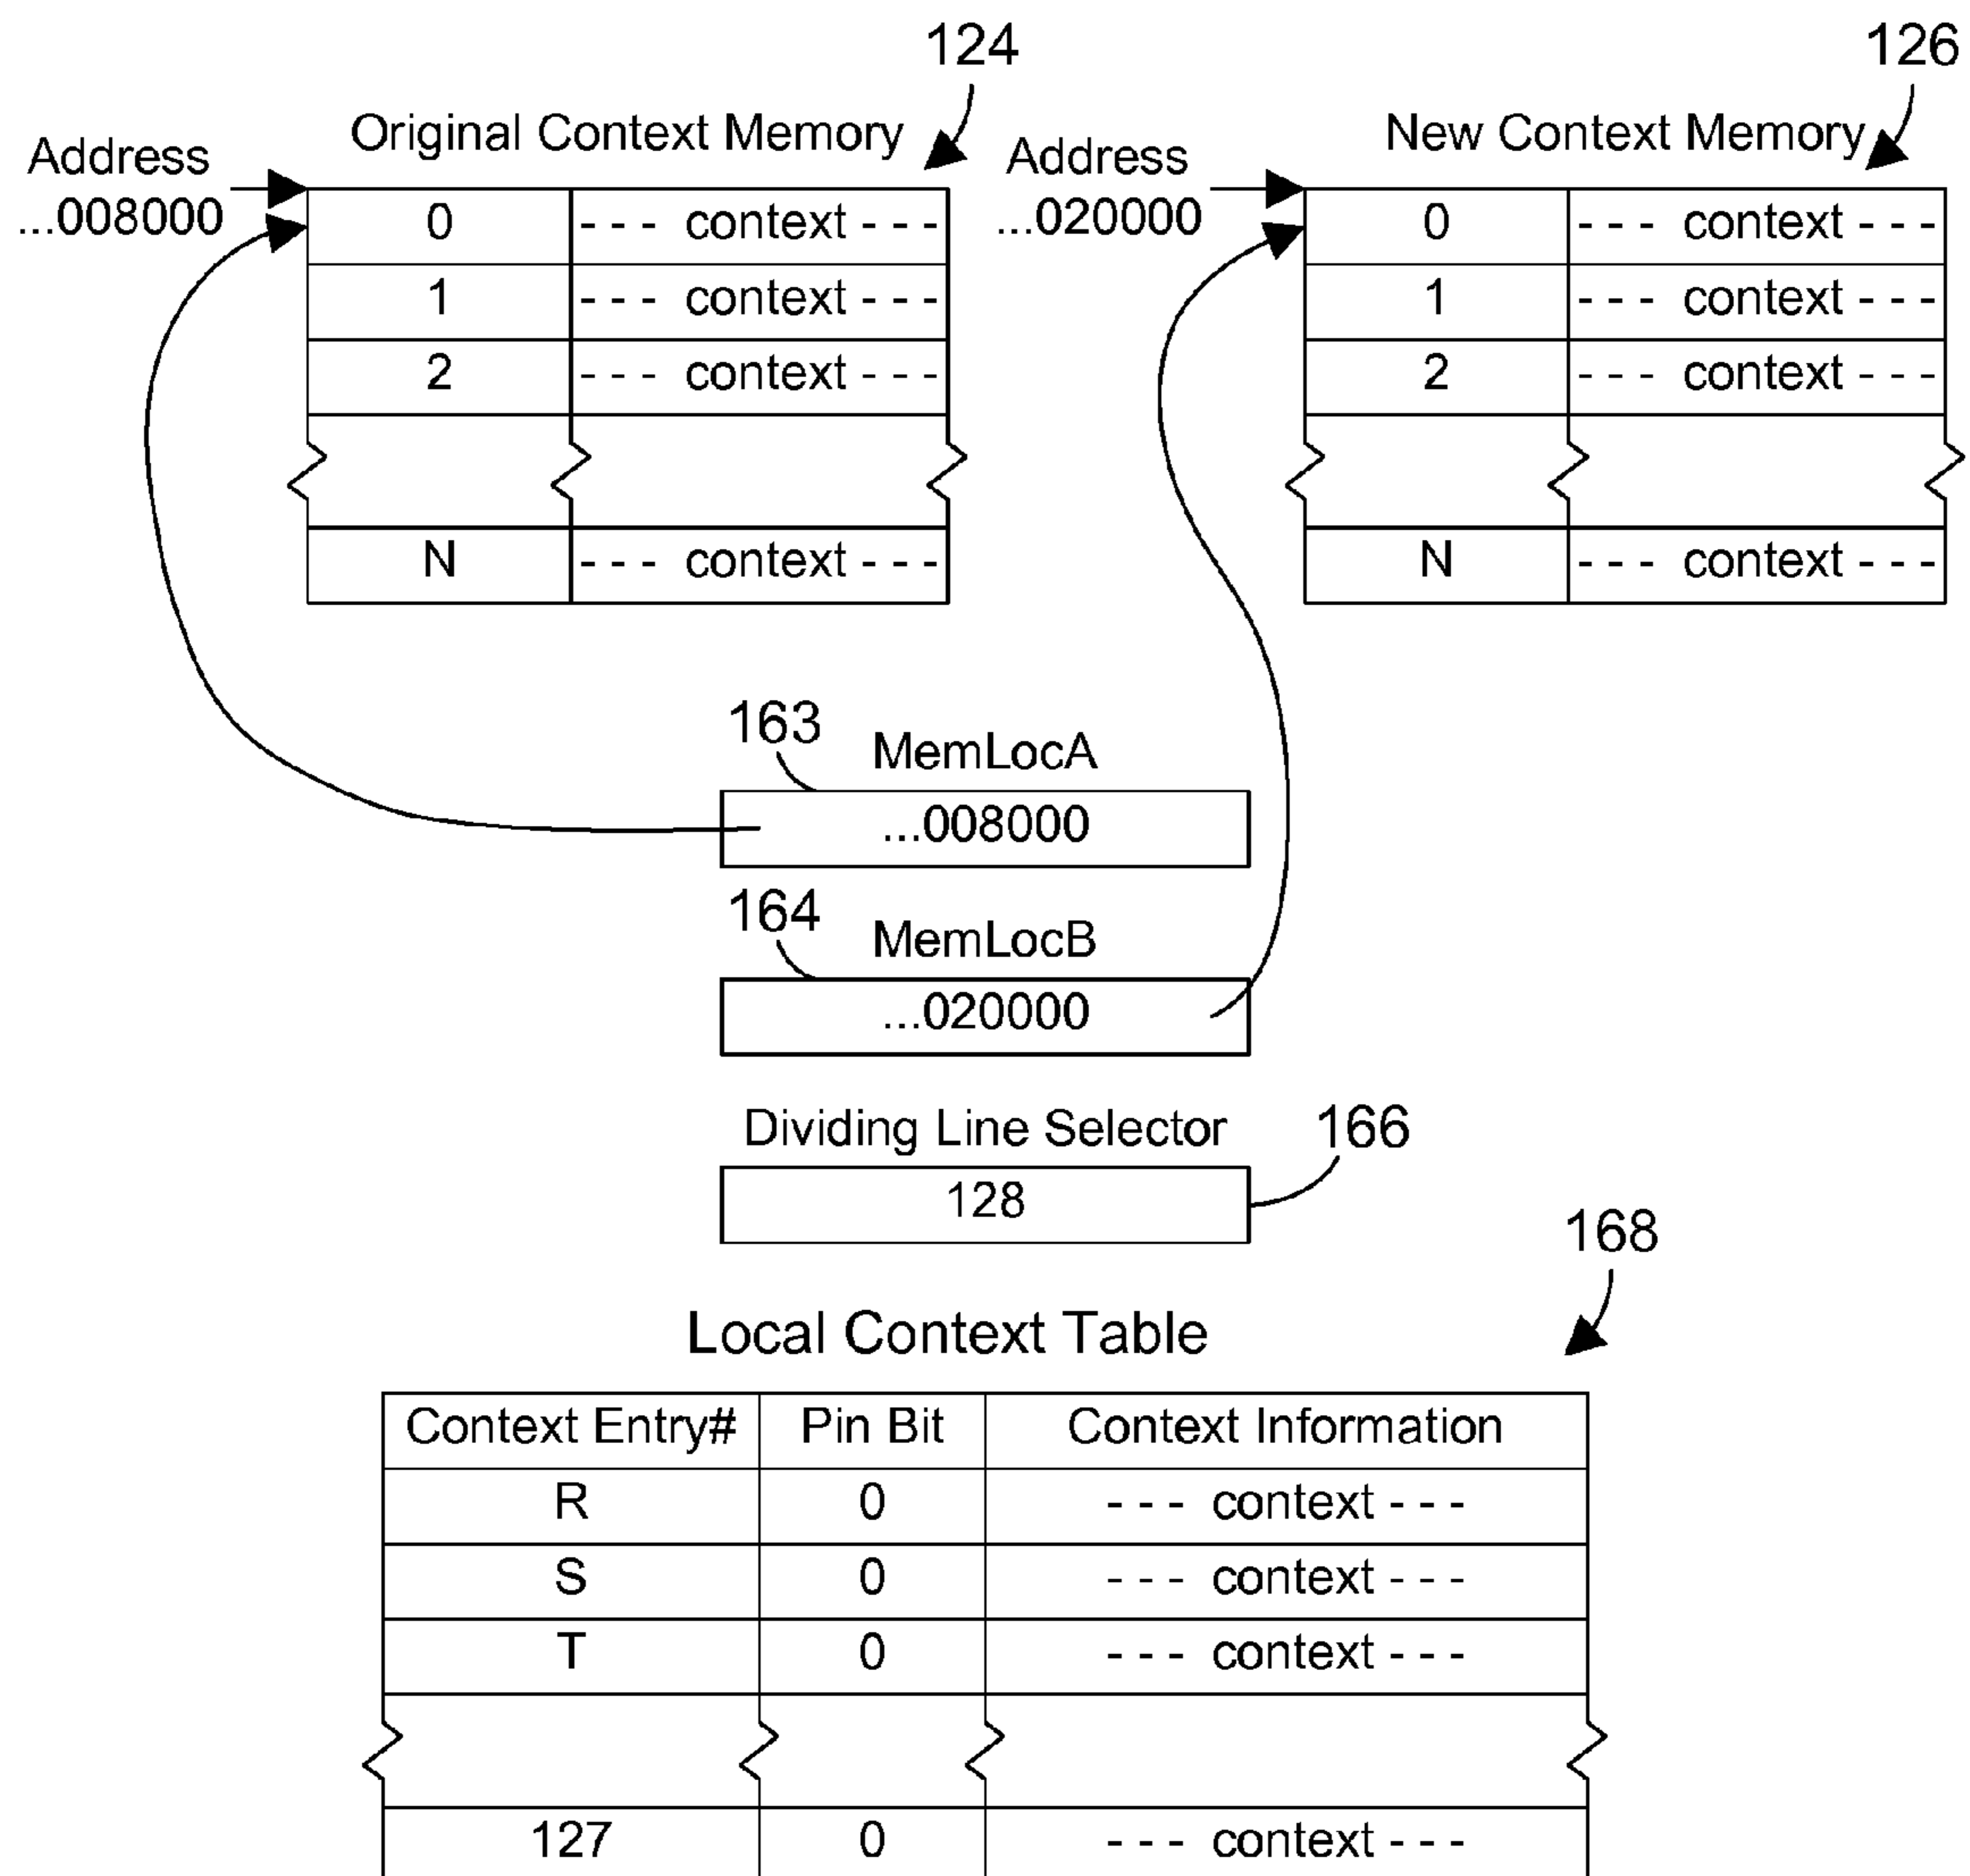 124
126
Original Context Memory
New Context Memory
Address
...008000
Address
...020000
0 - - - context - - -
1 - - - context - - -
2 - - - context - - -
N - - - context - - -
0 - - - context - - -
1 - - - context - - -
2 - - - context - - -
N - - - context - - -
163
MemLocA
...008000
164
MemLocB
...020000
Dividing Line Selector
166
128
168
Local Context Table
Context Entry# Pin Bit Context Information
R 0 - - - context - - -
S 0 - - - context - - -
T 0 - - - context - - -
127 0 - - - context - - -